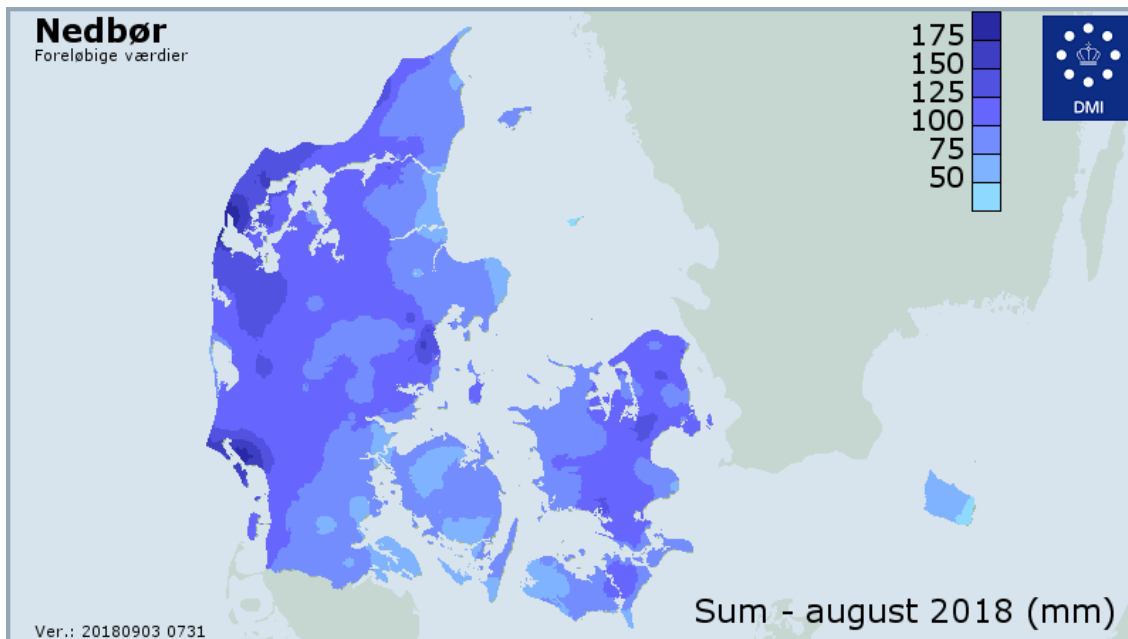 Nedbør
Foreløbige værdier
175
150
125
100
75
50
DMI
Sum - august 2018 (mm)
Ver.: 20180903 0731